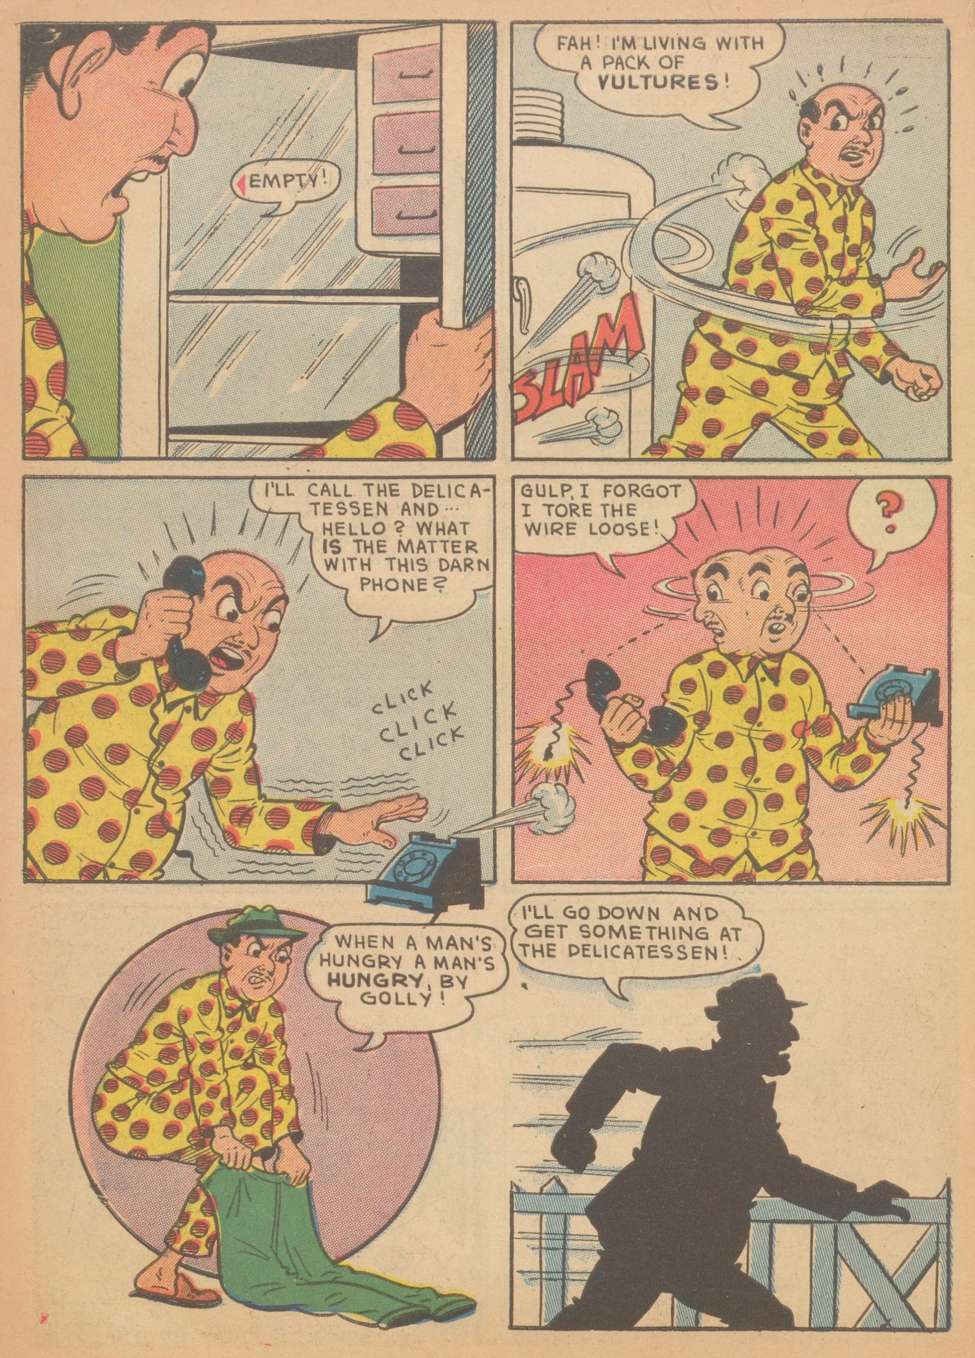 EMPTY!
FAH! I'M LIVING WITH
A PACK OF
VULTURES!
SLAM
I'LL CALL THE DELICA-
TESSEN AND...
HELLO? WHAT
IS THE MATTER
WITH THIS DARN
PHONE?
CLICK
CLICK
CLICK
GULP, I FORGOT
I TORE THE
WIRE LOOSE!
?
WHEN A MAN'S
HUNGRY A MAN'S
HUNGRY, BY
GOLLY!
I'LL GO DOWN AND
GET SOMETHING AT
THE DELICATESSEN!